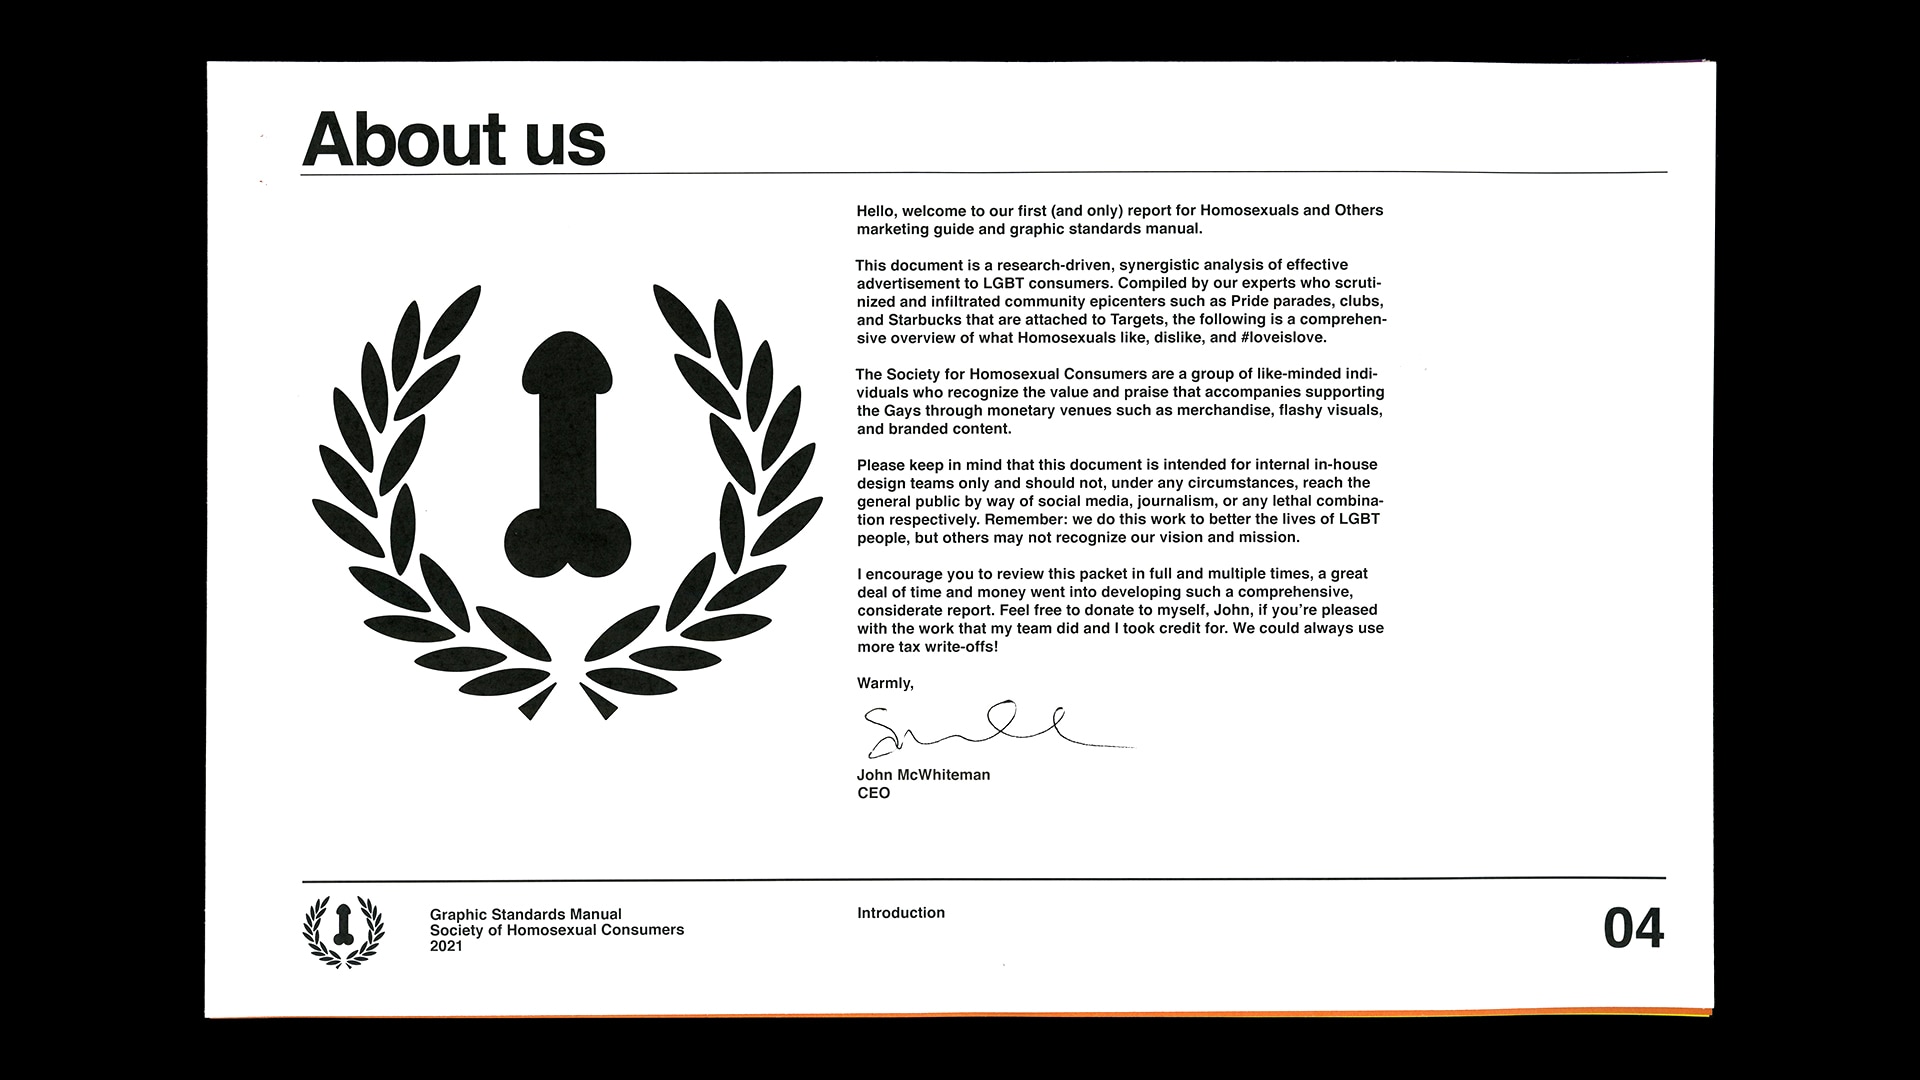 About us
Hello, welcome to our first (and only) report for Homosexuals and Others
marketing guide and graphic standards manual.
This document is a research-driven, synergistic analysis of effective
advertisement to LGBT consumers. Compiled by our experts who scruti-
nized and infiltrated community epicenters such as Pride parades, clubs,
and Starbucks that are attached to Targets, the following is a comprehen-
sive overview of what Homosexuals like, dislike, and #loveislove.
The Society for Homosexual Consumers are a group of like-minded indi-
viduals who recognize the value and praise that accompanies supporting
the Gays through monetary venues such as merchandise, flashy visuals,
and branded content.
Please keep in mind that this document is intended for internal in-house
design teams only and should not, under any circumstances, reach the
general public by way of social media, journalism, or any lethal combina-
tion respectively. Remember: we do this work to better the lives of LGBT
people, but others may not recognize our vision and mission.
I encourage you to review this packet in full and multiple times, a great
deal of time and money went into developing such a comprehensive,
considerate report. Feel free to donate to myself, John, if you're pleased
with the work that my team did and I took credit for. We could always use
more tax write-offs!
Warmly,
John McWhiteman
CEO
Graphic Standards Manual
Society of Homosexual Consumers
2021
Introduction
04